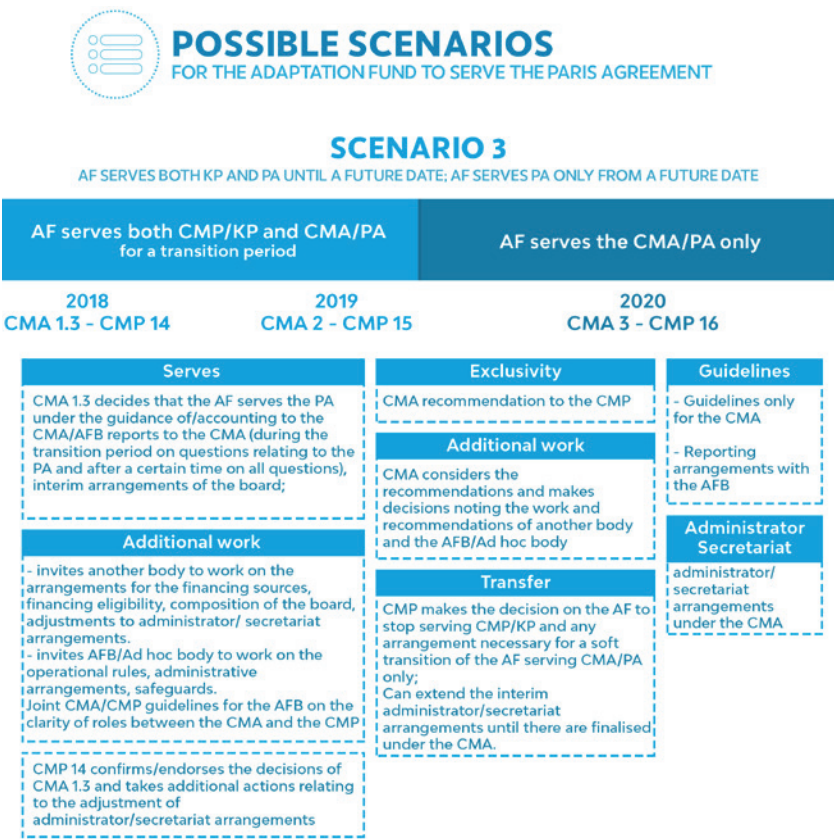 POSSIBLE SCENARIOS
FOR THE ADAPTATION FUND TO SERVE THE PARIS AGREEMENT
SCENARIO 3
AF SERVES BOTH KP AND PA UNTIL A FUTURE DATE; AF SERVES PA ONLY FROM A FUTURE DATE
AF serves both CMP/KP and CMA/PA
for a transition period
AF serves the CMA/PA only
2018
CMA 1.3 - CMP 14
2019
CMA 2 - CMP 15
2020
CMA 3 - CMP 16
Serves
CMA 1.3 decides that the AF serves the PA
under the guidance of/accounting to the
CMA/AFB reports to the CMA (during the
transition period on questions relating to the
PA and after a certain time on all questions),
interim arrangements of the board;
Additional work
- invites another body to work on the
arrangements for the financing sources,
financing eligibility, composition of the board,
adjustments to administrator/ secretariat
arrangements.
- invites AFB/Ad hoc body to work on the
operational rules, administrative
arrangements, safeguards.
Joint CMA/CMP guidelines for the AFB on the
clarity of roles between the CMA and the CMP
CMP 14 confirms/endorses the decisions of
CMA 1.3 and takes additional actions relating
to the adjustment of
administrator/secretariat arrangements
Exclusivity
CMA recommendation to the CMP
Additional work
CMA considers the
recommendations and makes
decisions noting the work and
recommendations of another body
and the AFB/Ad hoc body
Transfer
CMP makes the decision on the AF to
stop serving CMP/KP and any
arrangement necessary for a soft
transition of the AF serving CMA/PA
only;
Can extend the interim
administrator/secretariat
arrangements until there are finalised
under the CMA.
Guidelines
- Guidelines only
for the CMA
- Reporting
arrangements with
the AFB
Administrator
Secretariat
administrator/
secretariat
arrangements
under the CMA